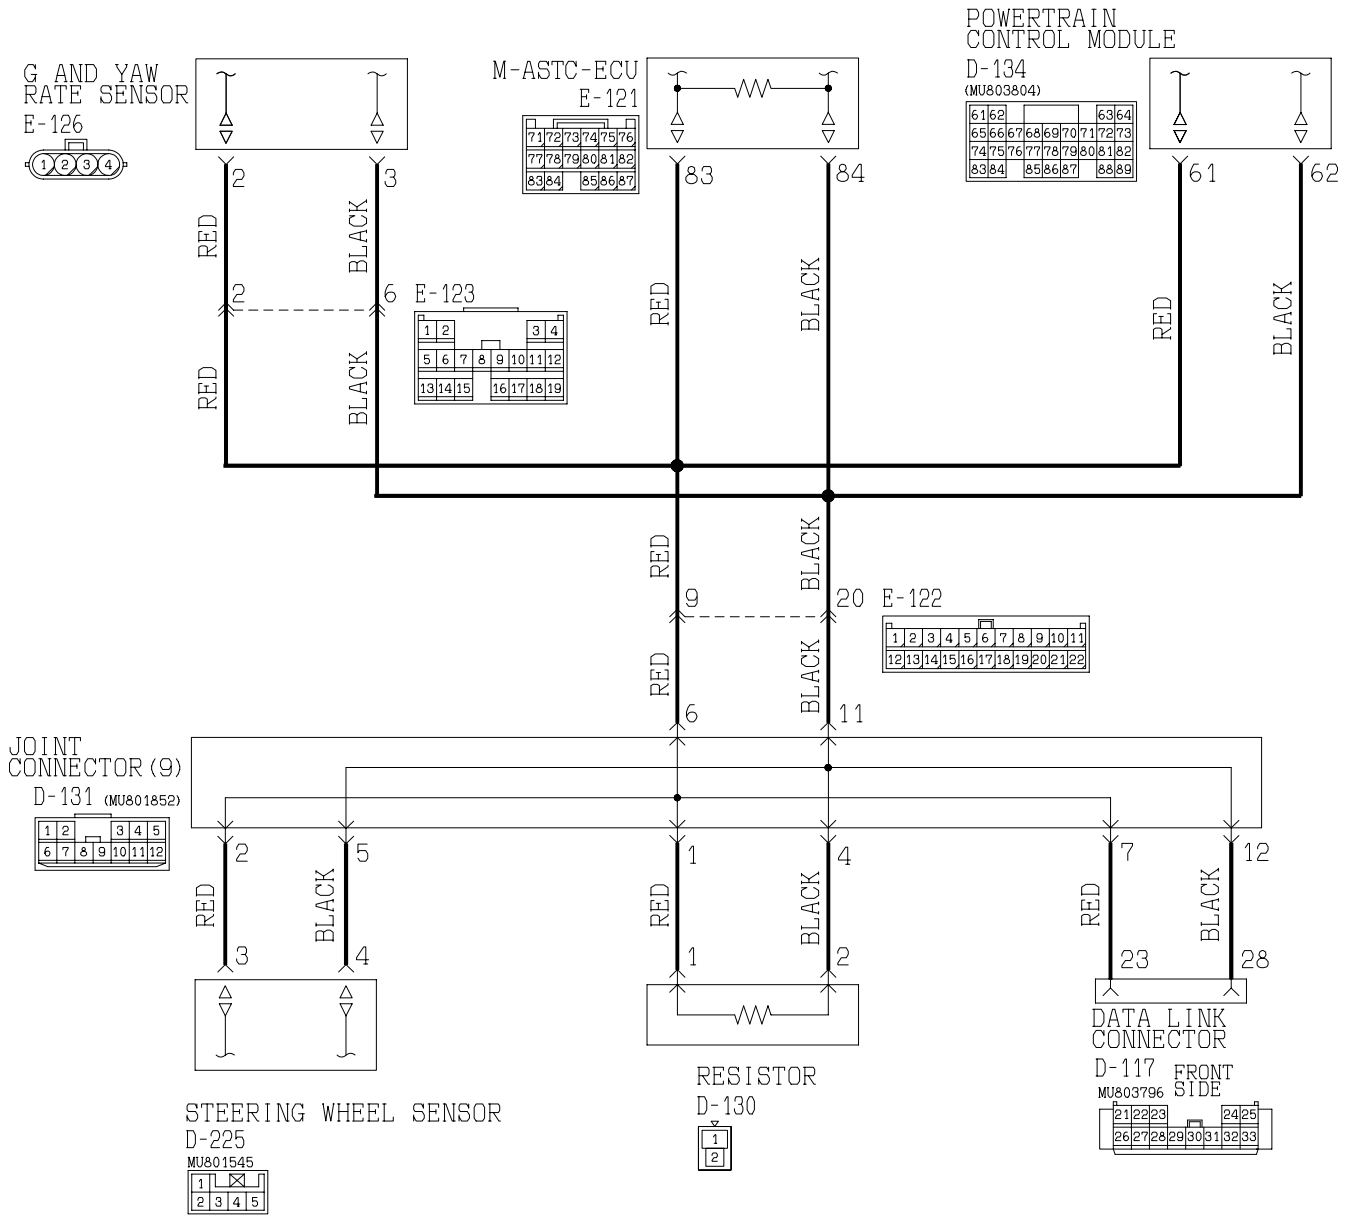 G AND YAW
RATE SENSOR
E-126
1 2 3 4
2
3
M-ASTC-ECU
E-121
71 72 73 74 75 76
77 78 79 80 81 82
83 84 85 86 87
83
84
POWERTRAIN
CONTROL MODULE
D-134
(MU803804)
61 62 63 64
65 66 67 68 69 70 71 72 73
74 75 76 77 78 79 80 81 82
83 84 85 86 87 88 89
61
62
RED
BLACK
RED
BLACK
RED
BLACK
2
6
E-123
1 2 3 4
5 6 7 8 9 10 11 12
13 14 15 16 17 18 19
RED
BLACK
RED
BLACK
9
20
E-122
1 2 3 4 5 6 7 8 9 10 11
12 13 14 15 16 17 18 19 20 21 22
RED
BLACK
6
11
JOINT
CONNECTOR (9)
D-131 (MU801852)
1 2 3 4 5
6 7 8 9 10 11 12
2
5
1
4
7
12
RED
BLACK
RED
BLACK
RED
BLACK
3
4
1
2
23
28
STEERING WHEEL SENSOR
D-225
MU801545
1
2 3 4 5
RESISTOR
D-130
1
2
DATA LINK
CONNECTOR
D-117
FRONT
SIDE
MU803796
21 22 23 24 25
26 27 28 29 30 31 32 33